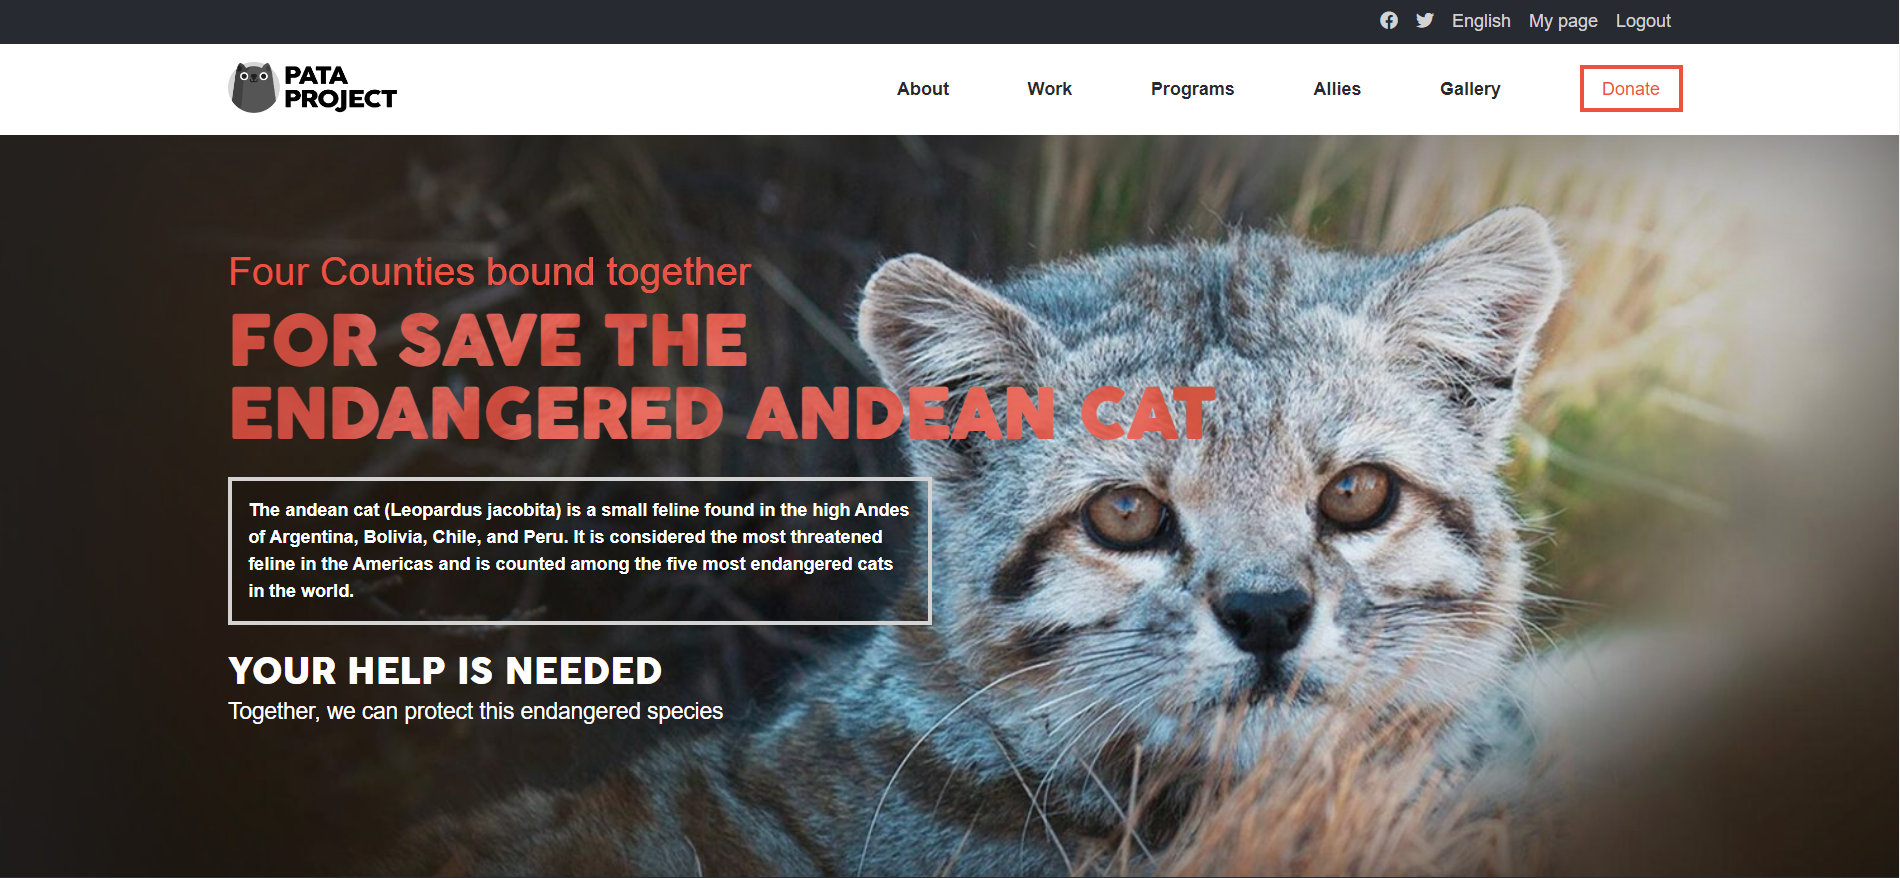 English My page Logout
PATA
PROJECT
About Work Programs Allies Gallery Donate
Four Counties bound together
FOR SAVE THE
ENDANGERED ANDEAN CAT
The andean cat (Leopardus jacobita) is a small feline found in the high Andes
of Argentina, Bolivia, Chile, and Peru. It is considered the most threatened
feline in the Americas and is counted among the five most endangered cats
in the world.
YOUR HELP IS NEEDED
Together, we can protect this endangered species